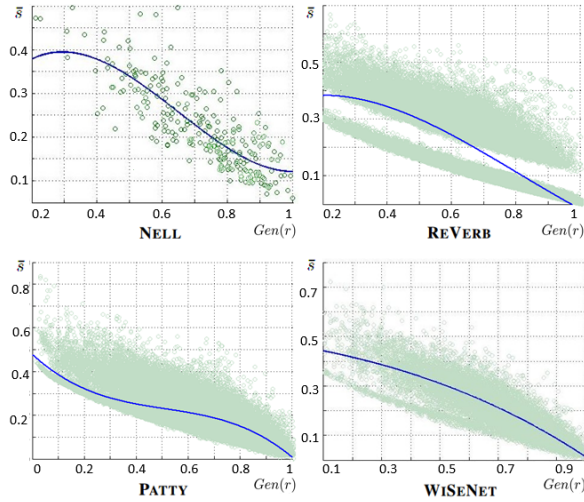 s̄
0.4
0.3
0.2
0.1
0.2 0.4 0.6 0.8 1
NELL Gen(r)
s̄
0.5
0.3
0.1
0.2 0.4 0.6 0.8 1
REVERB Gen(r)
s̄
0.8
0.6
0.4
0.2
0 0.2 0.4 0.6 0.8 1
PATTY Gen(r)
s̄
0.7
0.5
0.3
0.1
0.1 0.3 0.5 0.7 0.9
WISENET Gen(r)